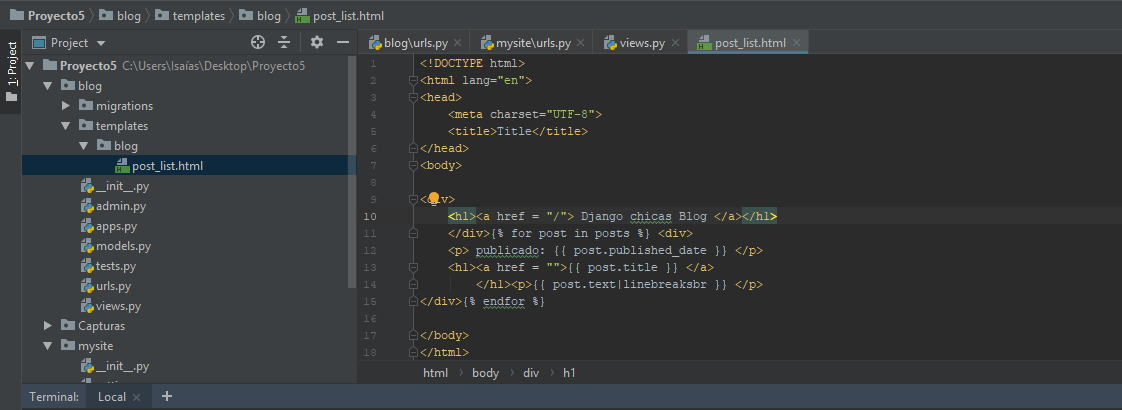 Proyecto5 blog templates blog post_list.html
1: Project
Project
blog\urls.py mysite\urls.py views.py post_list.html
Proyecto5 C:\Users\Isaías\Desktop\Proyecto5
blog
migrations
templates
blog
post_list.html
__init__.py
admin.py
apps.py
models.py
tests.py
urls.py
views.py
Capturas
mysite
__init__.py
1 <!DOCTYPE html>
2 <html lang="en">
3 <head>
4 <meta charset="UTF-8">
5 <title>Title</title>
6 </head>
7 <body>
8
9 <div>
10 <h1><a href = "/"> Django chicas Blog </a></h1>
11 </div>{% for post in posts %} <div>
12 <p> publicado: {{ post.published_date }} </p>
13 <h1><a href = "">{{ post.title }} </a>
14 </h1><p>{{ post.text|linebreaksbr }} </p>
15 </div>{% endfor %}
16
17 </body>
18 </html>
html body div h1
Terminal: Local +